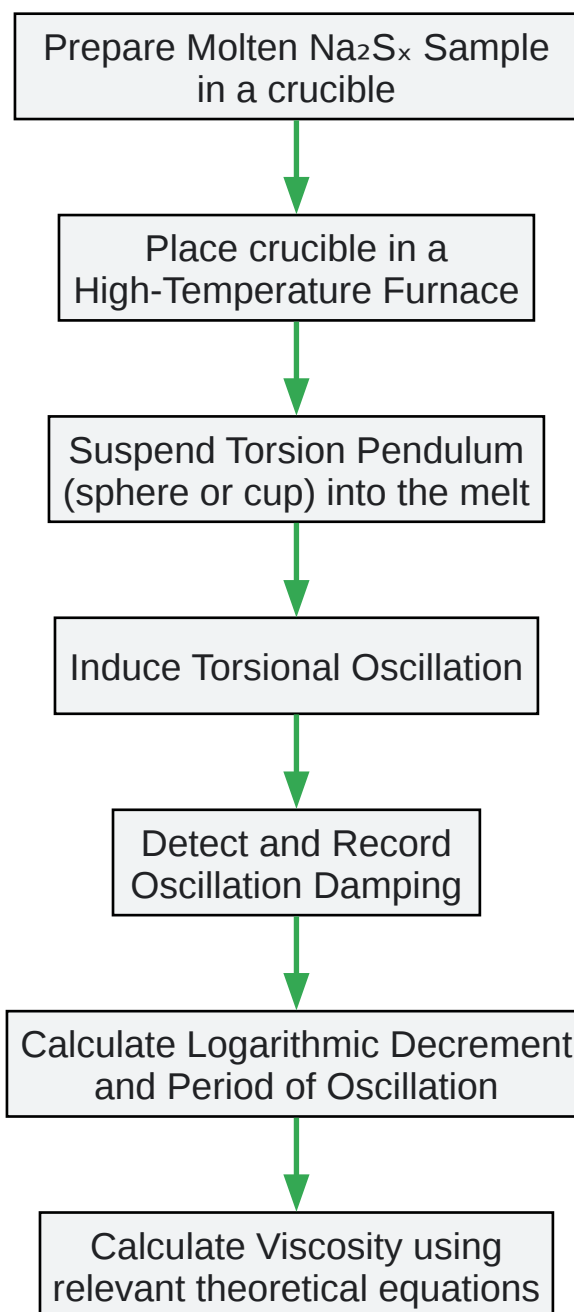 Prepare Molten Na₂Sₓ Sample
in a crucible
Place crucible in a
High-Temperature Furnace
Suspend Torsion Pendulum
(sphere or cup) into the melt
Induce Torsional Oscillation
Detect and Record
Oscillation Damping
Calculate Logarithmic Decrement
and Period of Oscillation
Calculate Viscosity using
relevant theoretical equations